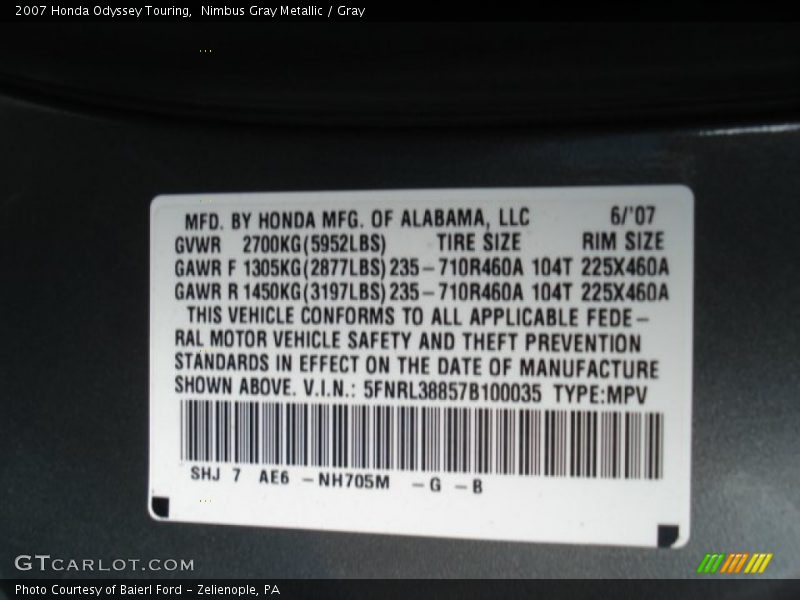 2007 Honda Odyssey Touring,  Nimbus Gray Metallic / Gray
MFD. BY HONDA MFG. OF ALABAMA, LLC 6/'07
GVWR 2700KG(5952LBS) TIRE SIZE RIM SIZE
GAWR F 1305KG(2877LBS) 235-710R460A 104T 225X460A
GAWR R 1450KG(3197LBS) 235-710R460A 104T 225X460A
THIS VEHICLE CONFORMS TO ALL APPLICABLE FEDE-
RAL MOTOR VEHICLE SAFETY AND THEFT PREVENTION
STANDARDS IN EFFECT ON THE DATE OF MANUFACTURE
SHOWN ABOVE. V.I.N.: 5FNRL38857B100035 TYPE:MPV
SHJ 7 AE6 -NH705M -G -B
GTCARLOT.COM
Photo Courtesy of Baierl Ford - Zelienople, PA